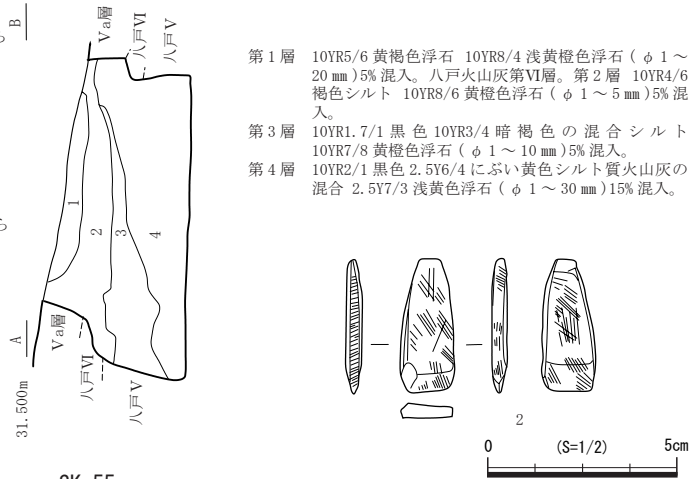 B
Ⅴa層
八戸Ⅵ
八戸Ⅴ
1
2
3
4
A
Ⅴa層
八戸Ⅵ
八戸Ⅴ
31.500m
第1層 10YR5/6 黄褐色浮石 10YR8/4 浅黄橙色浮石 ( φ 1 ~
20 ㎜ )5% 混入。八戸火山灰第Ⅵ層。第 2 層 10YR4/6
褐色シルト 10YR8/6 黄橙色浮石 ( φ 1 ~ 5 ㎜ )5% 混
入。
第3層 10YR1.7/1 黒 色 10YR3/4 暗 褐 色 の 混 合 シ ル ト
10YR7/8 黄橙色浮石 ( φ 1 ~ 10 ㎜ )5% 混入。
第4層 10YR2/1 黒色 2.5Y6/4 にぶい黄色シルト質火山灰の
混合 2.5Y7/3 浅黄色浮石 ( φ 1 ~ 30 ㎜ )15% 混入。
2
0 (S=1/2) 5cm